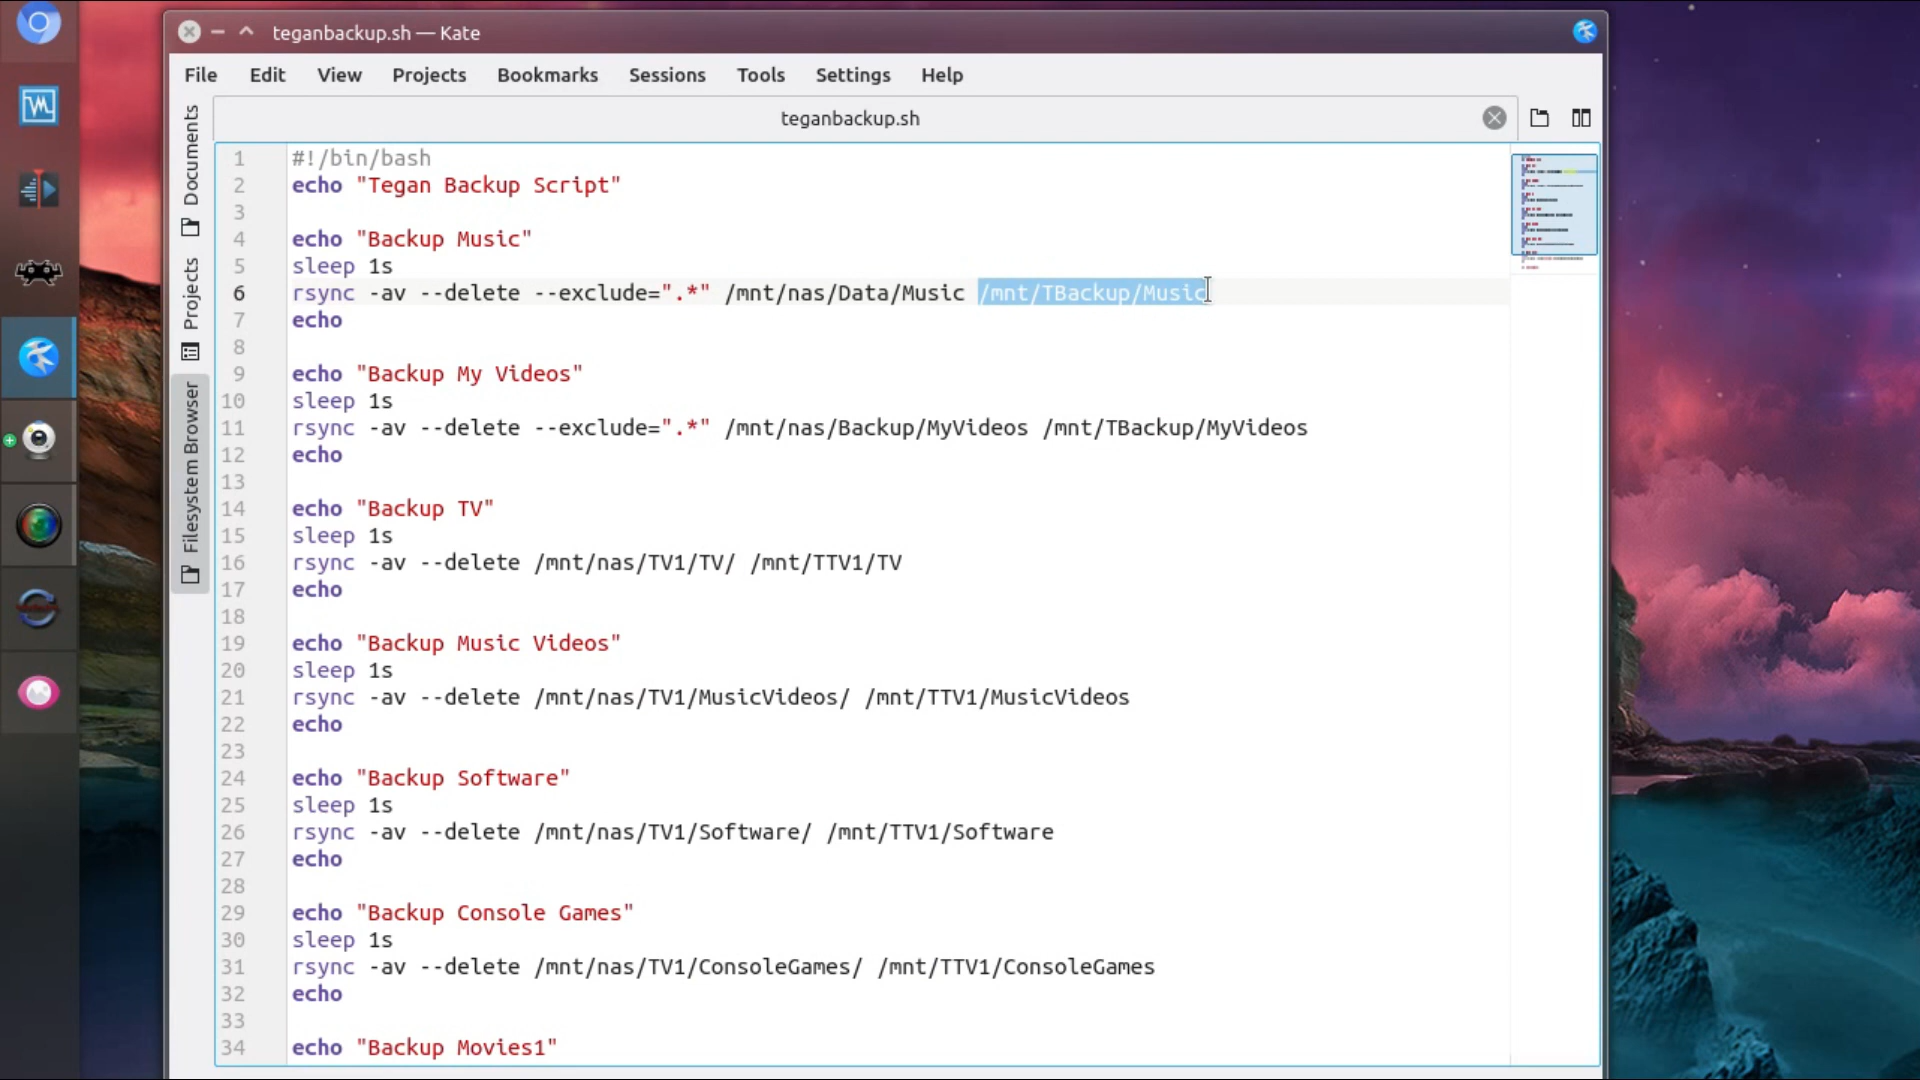 teganbackup.sh — Kate
File Edit View Projects Bookmarks Sessions Tools Settings Help
teganbackup.sh
Documents
Projects
Filesystem Browser
1 #!/bin/bash
2 echo "Tegan Backup Script"
3
4 echo "Backup Music"
5 sleep 1s
6 rsync -av --delete --exclude=".*" /mnt/nas/Data/Music /mnt/TBackup/Music
7 echo
8
9 echo "Backup My Videos"
10 sleep 1s
11 rsync -av --delete --exclude=".*" /mnt/nas/Backup/MyVideos /mnt/TBackup/MyVideos
12 echo
13
14 echo "Backup TV"
15 sleep 1s
16 rsync -av --delete /mnt/nas/TV1/TV/ /mnt/TTV1/TV
17 echo
18
19 echo "Backup Music Videos"
20 sleep 1s
21 rsync -av --delete /mnt/nas/TV1/MusicVideos/ /mnt/TTV1/MusicVideos
22 echo
23
24 echo "Backup Software"
25 sleep 1s
26 rsync -av --delete /mnt/nas/TV1/Software/ /mnt/TTV1/Software
27 echo
28
29 echo "Backup Console Games"
30 sleep 1s
31 rsync -av --delete /mnt/nas/TV1/ConsoleGames/ /mnt/TTV1/ConsoleGames
32 echo
33
34 echo "Backup Movies1"